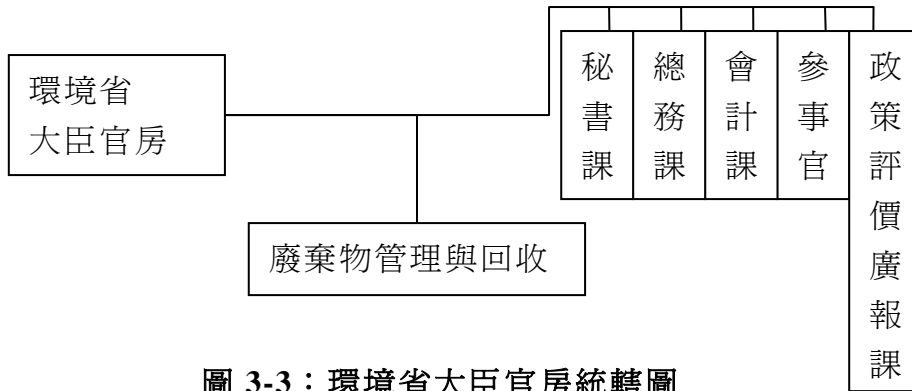 環境省
大臣官房
秘書課
總務課
會計課
參事官
政策評價廣報課
廢棄物管理與回收
圖 3-3：環境省大臣官房統轄圖